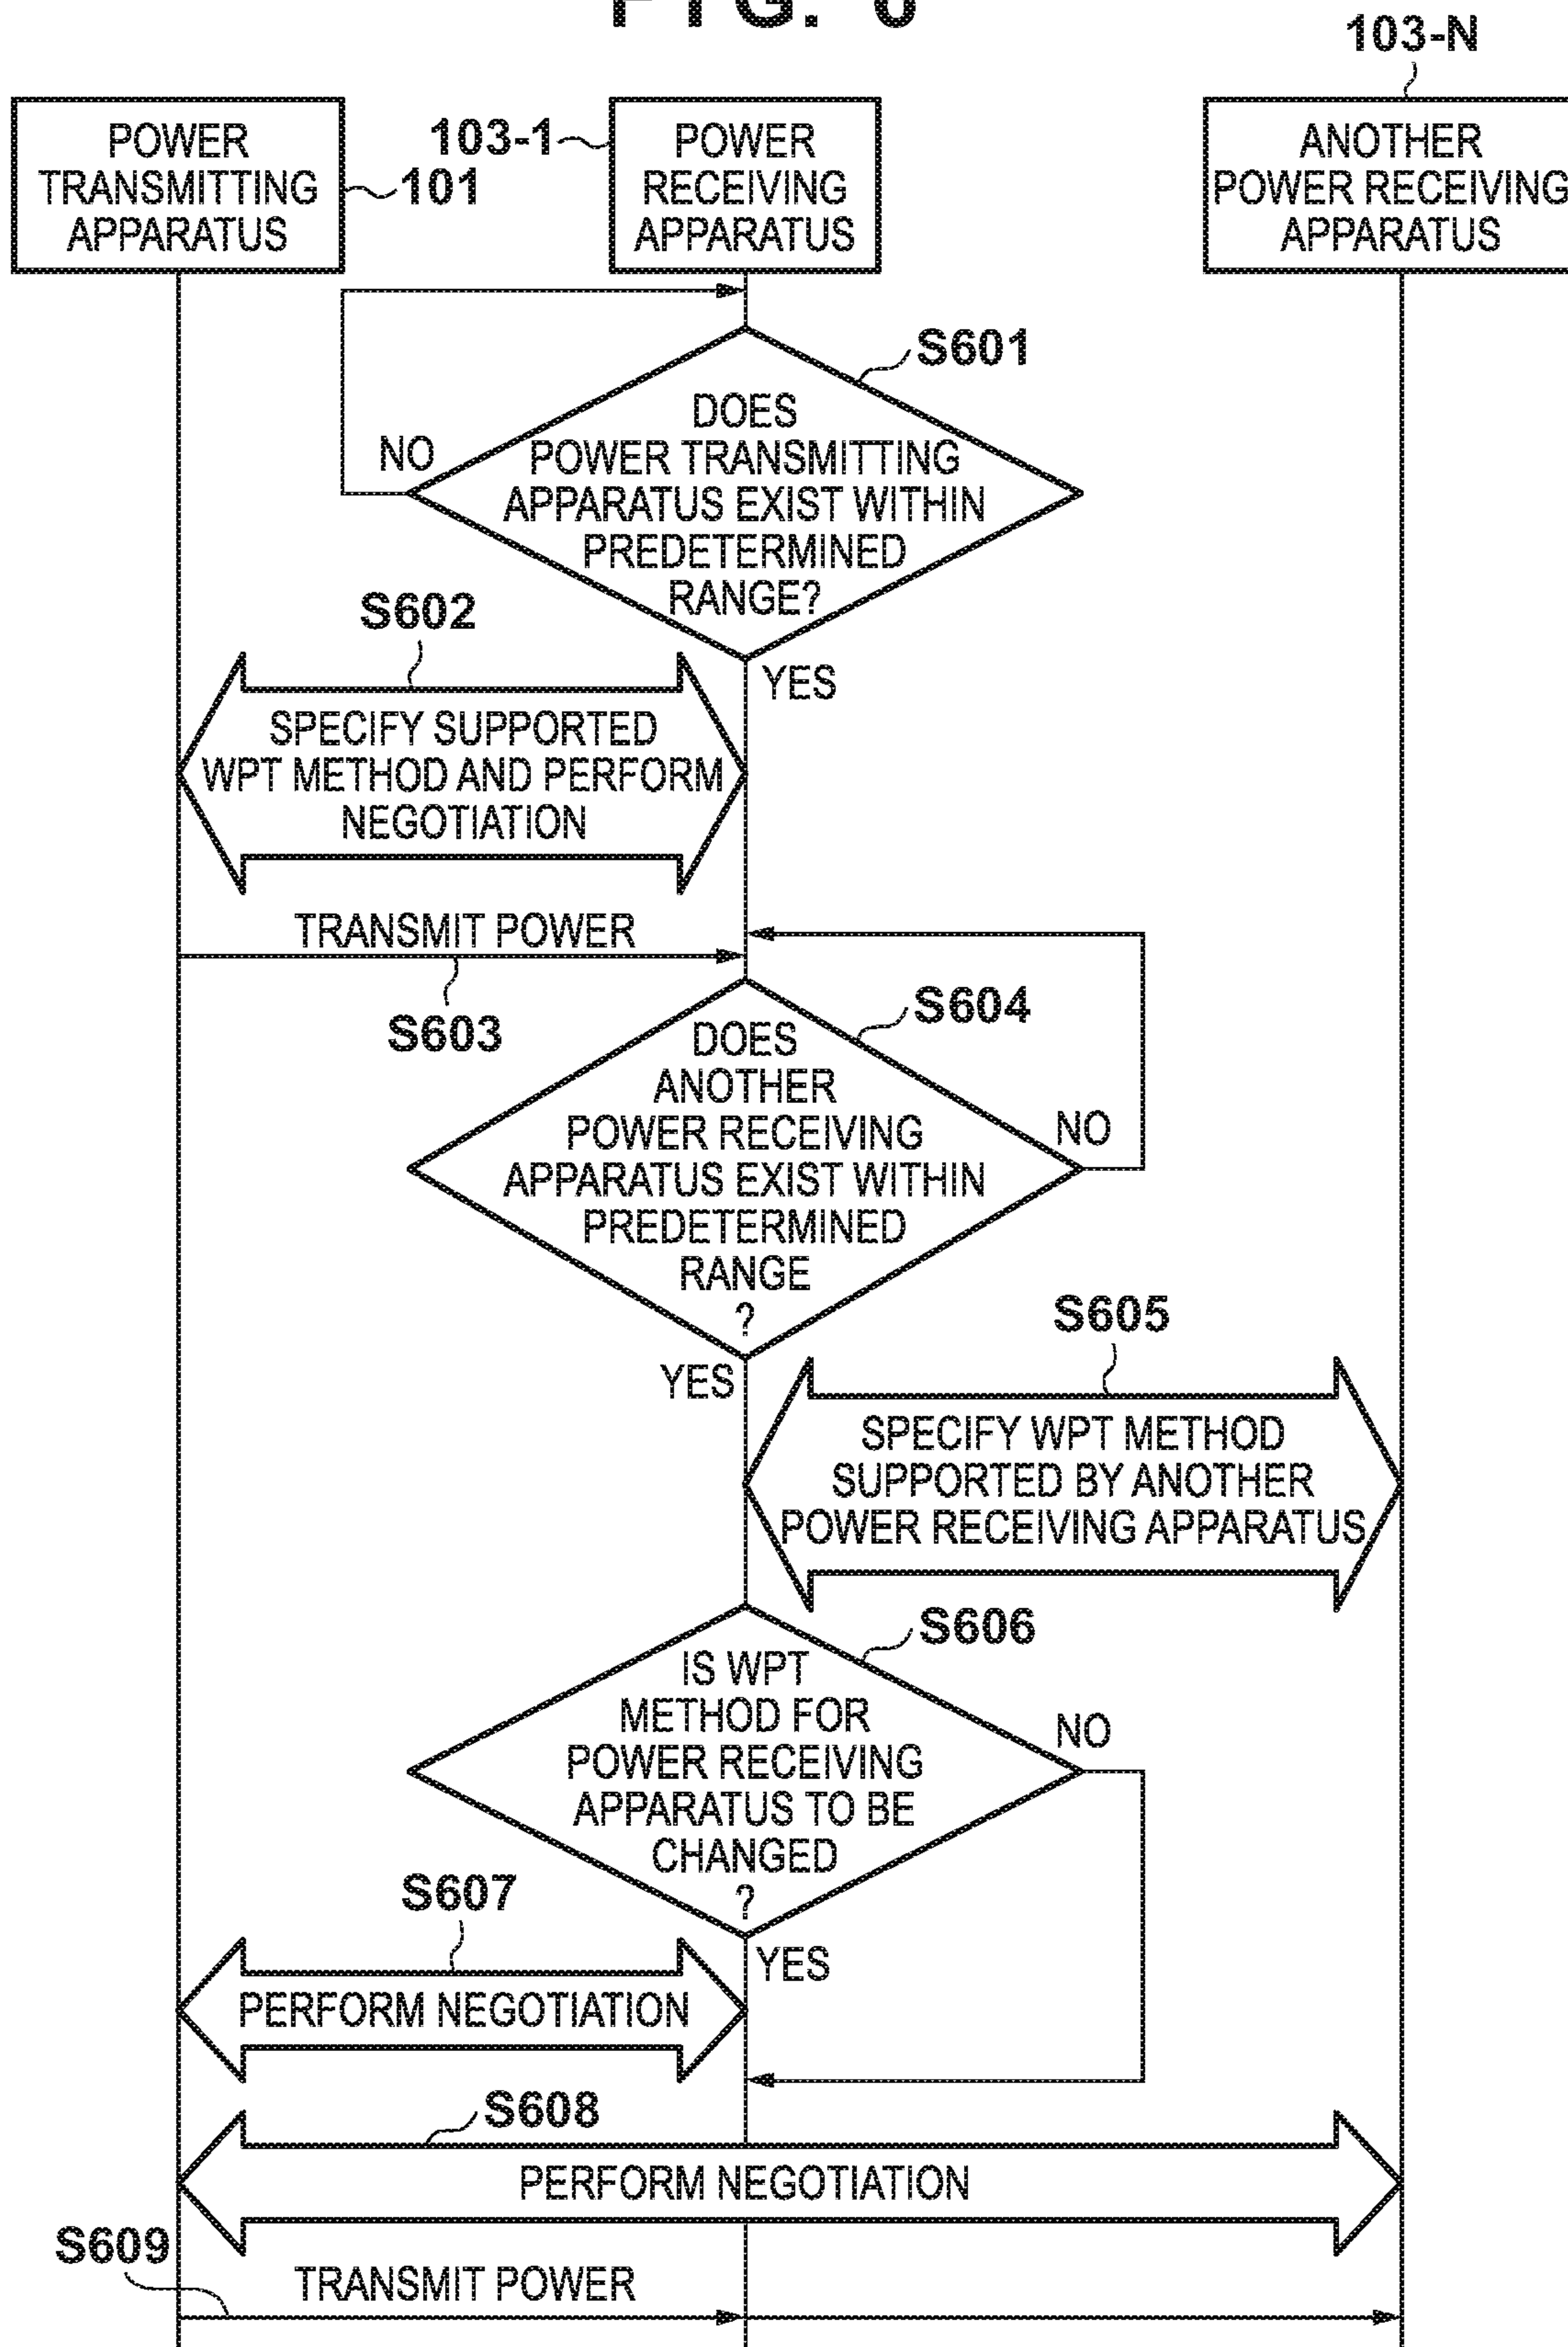 FIG. 6
103-N
POWER
TRANSMITTING
APPARATUS
101
103-1
POWER
RECEIVING
APPARATUS
ANOTHER
POWER RECEIVING
APPARATUS
S601
DOES
POWER TRANSMITTING
APPARATUS EXIST WITHIN
PREDETERMINED
RANGE?
NO
YES
S602
SPECIFY SUPPORTED
WPT METHOD AND PERFORM
NEGOTIATION
TRANSMIT POWER
S603
S604
DOES
ANOTHER
POWER RECEIVING
APPARATUS EXIST WITHIN
PREDETERMINED
RANGE
?
NO
YES
S605
SPECIFY WPT METHOD
SUPPORTED BY ANOTHER
POWER RECEIVING APPARATUS
S606
IS WPT
METHOD FOR
POWER RECEIVING
APPARATUS TO BE
CHANGED
?
NO
YES
S607
PERFORM NEGOTIATION
S608
PERFORM NEGOTIATION
S609
TRANSMIT POWER